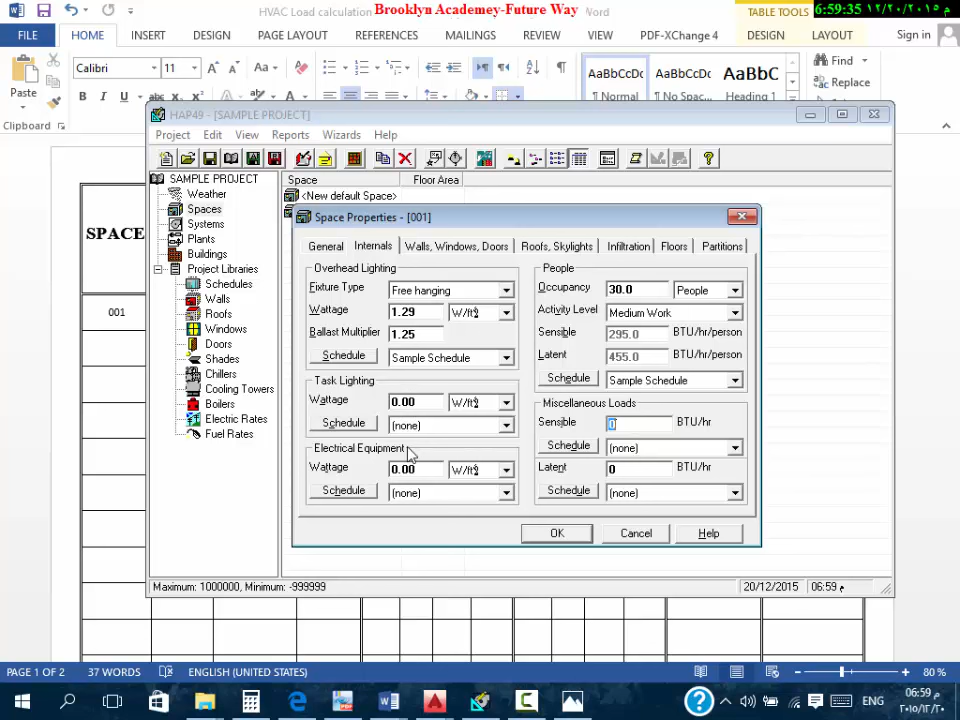 HVAC Load calculation
Brooklyn Academey-Future Way
Word
TABLE TOOLS
6:59:35 م ١٢/٢٠/٢٠١٥
FILE HOME INSERT DESIGN PAGE LAYOUT REFERENCES MAILINGS REVIEW VIEW PDF-XChange 4 DESIGN LAYOUT Sign in
Calibri 11 A A Aa
Paste
B I U abc
AaBbCcDc AaBbCcDc AaBbC
Find
Replace
¶ Normal ¶ No Spac... Heading 1
Clipboard
HAP49 - [SAMPLE PROJECT]
Project Edit View Reports Wizards Help
SAMPLE PROJECT
Weather
Spaces
Systems
Plants
Buildings
Project Libraries
Schedules
Walls
Roofs
Windows
Doors
Shades
Chillers
Cooling Towers
Boilers
Electric Rates
Fuel Rates
Space Floor Area
<New default Space>
SPACE
001
Space Properties - [001]
General Internals Walls, Windows, Doors Roofs, Skylights Infiltration Floors Partitions
Overhead Lighting
Fixture Type Free hanging
Wattage 1.29 W/ft²
Ballast Multiplier 1.25
Schedule Sample Schedule
Task Lighting
Wattage 0.00 W/ft²
Schedule (none)
Electrical Equipment
Wattage 0.00 W/ft²
Schedule (none)
People
Occupancy 30.0 People
Activity Level Medium Work
Sensible 295.0 BTU/hr/person
Latent 455.0 BTU/hr/person
Schedule Sample Schedule
Miscellaneous Loads
Sensible 0 BTU/hr
Schedule (none)
Latent 0 BTU/hr
Schedule (none)
OK Cancel Help
Maximum: 1000000, Minimum: -999999 20/12/2015 06:59 م
PAGE 1 OF 2 37 WORDS ENGLISH (UNITED STATES) 80 %
ENG
06:59 م
٢٠١٥/١٢/٢٠